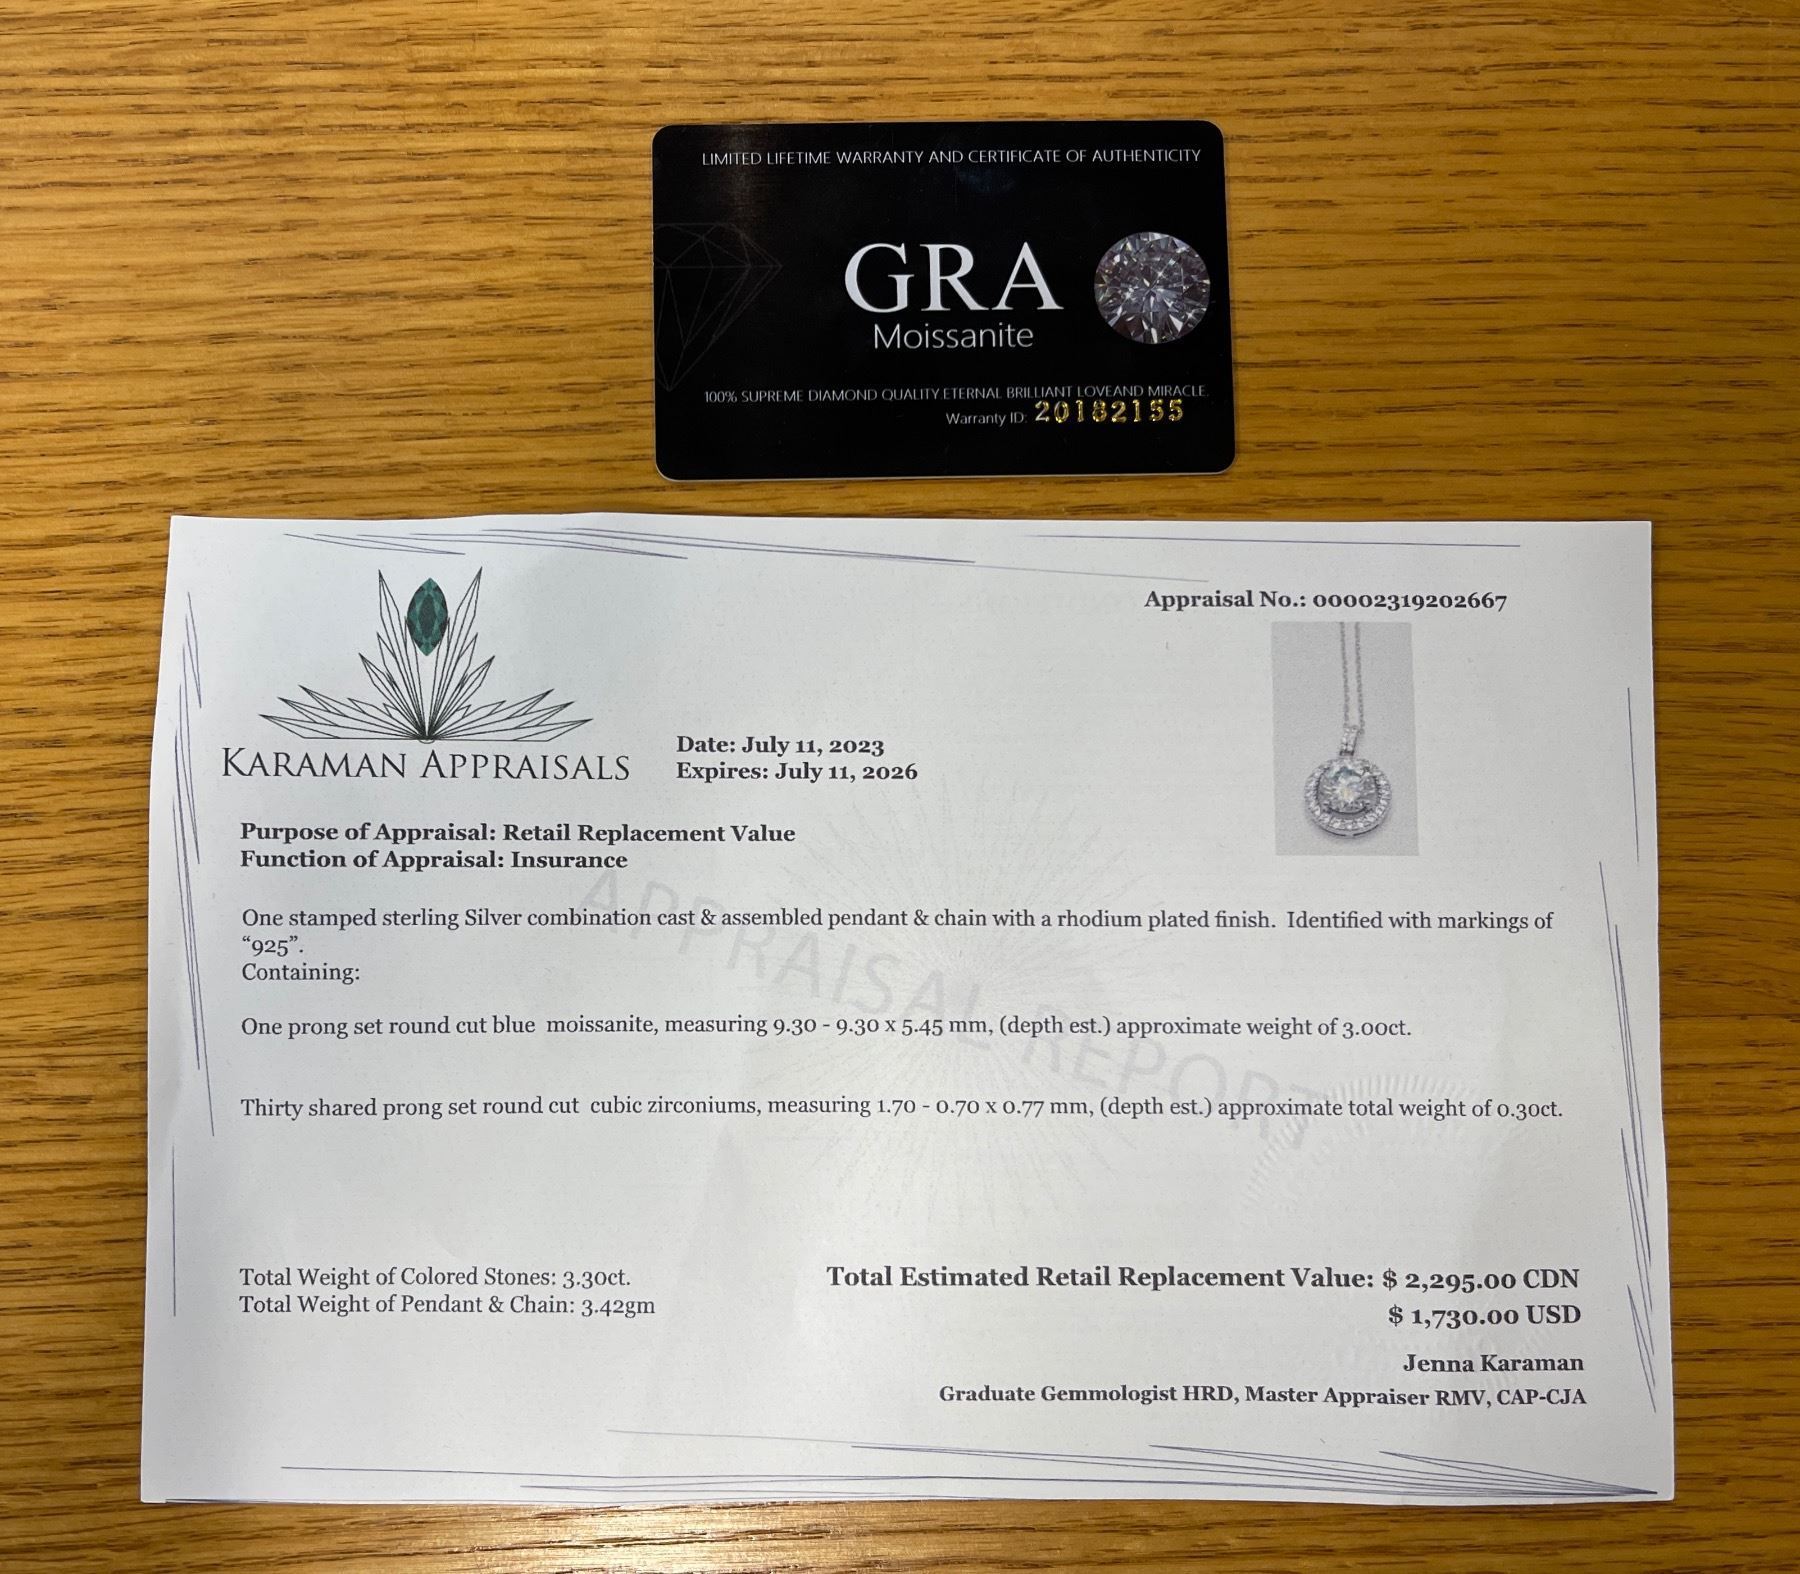 LIMITED LIFETIME WARRANTY AND CERTIFICATE OF AUTHENTICITY
GRA
Moissanite
100% SUPREME DIAMOND QUALITY.ETERNAL BRILLIANT LOVEAND MIRACLE.
Warranty ID: 20182155
Appraisal No.: 00002319202667
KARAMAN APPRAISALS
Date: July 11, 2023
Expires: July 11, 2026
Purpose of Appraisal: Retail Replacement Value
Function of Appraisal: Insurance
APPRAISAL REPORT
One stamped sterling Silver combination cast & assembled pendant & chain with a rhodium plated finish. Identified with markings of
“925”.
Containing:
One prong set round cut blue moissanite, measuring 9.30 - 9.30 x 5.45 mm, (depth est.) approximate weight of 3.00ct.
Thirty shared prong set round cut cubic zirconiums, measuring 1.70 - 0.70 x 0.77 mm, (depth est.) approximate total weight of 0.30ct.
Total Weight of Colored Stones: 3.30ct.
Total Weight of Pendant & Chain: 3.42gm
Total Estimated Retail Replacement Value: $ 2,295.00 CDN
$ 1,730.00 USD
Jenna Karaman
Graduate Gemmologist HRD, Master Appraiser RMV, CAP-CJA